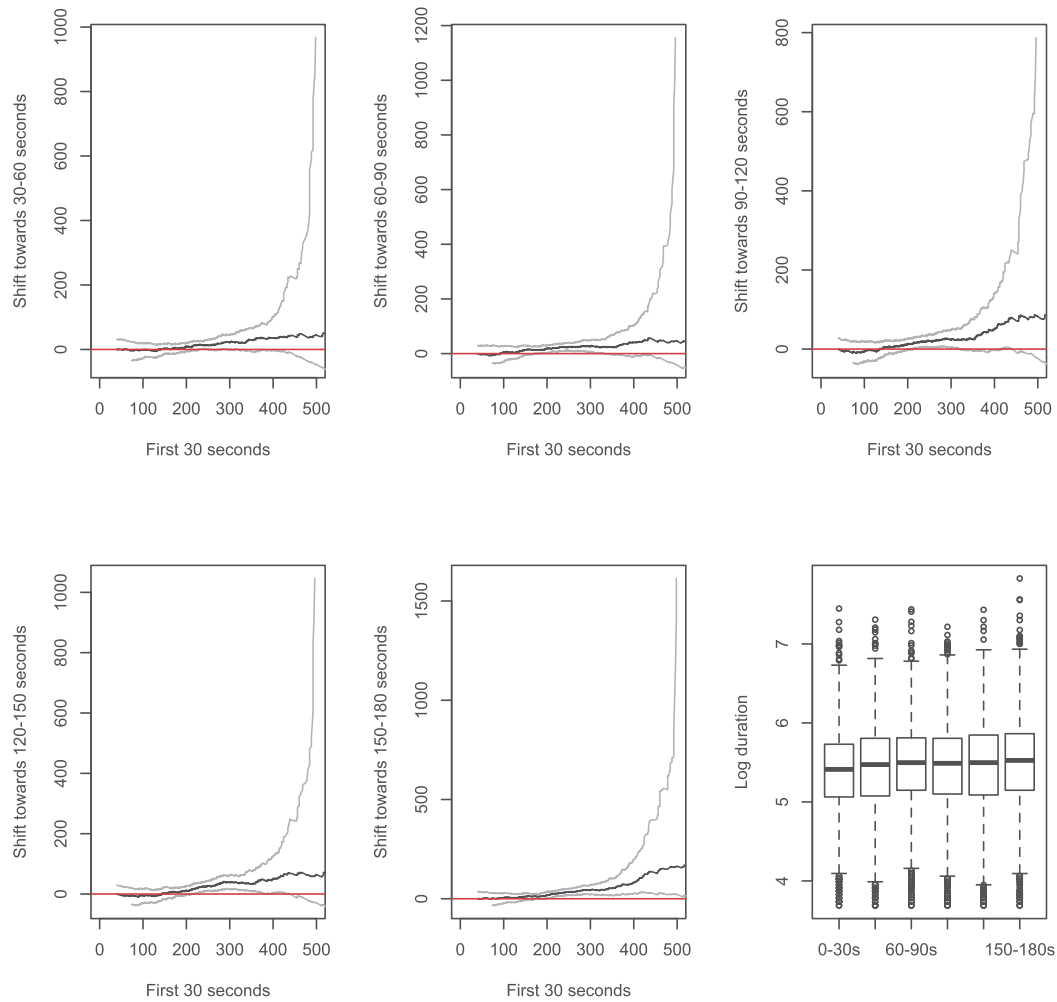 Shift towards 30-60 seconds
0 200 400 600 800 1000
0 100 200 300 400 500
First 30 seconds
Shift towards 60-90 seconds
0 200 400 600 800 1000 1200
0 100 200 300 400 500
First 30 seconds
Shift towards 90-120 seconds
0 200 400 600 800
0 100 200 300 400 500
First 30 seconds
Shift towards 120-150 seconds
0 200 400 600 800 1000
0 100 200 300 400 500
First 30 seconds
Shift towards 150-180 seconds
0 500 1000 1500
0 100 200 300 400 500
First 30 seconds
Log duration
4 5 6 7
0-30s 60-90s 150-180s